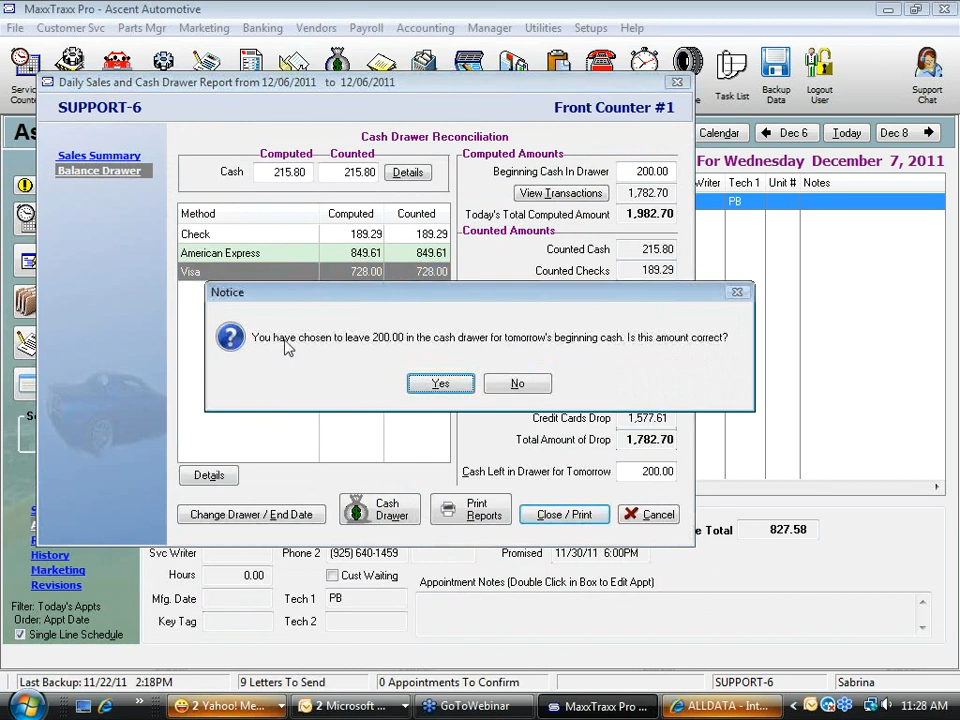 MaxxTraxx Pro - Ascent Automotive
File Customer Svc Parts Mgr Marketing Banking Vendors Payroll Accounting Manager Utilities Setups Help
Task List Backup Data Logout User Support Chat
Daily Sales and Cash Drawer Report from 12/06/2011 to 12/06/2011
SUPPORT-6 Front Counter #1
Calendar Dec 6 Today Dec 8
For Wednesday December 7, 2011
Writer Tech 1 Unit # Notes
PB
Sales Summary
Balance Drawer
Cash Drawer Reconciliation
Computed Counted
Cash 215.80 215.80 Details
Method Computed Counted
Check 189.29 189.29
American Express 849.61 849.61
Visa 728.00 728.00
Computed Amounts
Beginning Cash In Drawer 200.00
View Transactions 1,782.70
Today's Total Computed Amount 1,982.70
Counted Amounts
Counted Cash 215.80
Counted Checks 189.29
Notice
You have chosen to leave 200.00 in the cash drawer for tomorrow's beginning cash. Is this amount correct?
Yes No
Credit Cards Drop 1,577.61
Total Amount of Drop 1,782.70
Cash Left in Drawer for Tomorrow 200.00
Details
Change Drawer / End Date Cash Drawer Print Reports Close / Print Cancel
e Total 827.58
History
Marketing
Revisions
Filter: Today's Appts
Order: Appt Date
Single Line Schedule
Svc Writer Phone 2 (925) 640-1459 Promised 11/30/11 6:00PM
Hours 0.00 Cust Waiting Appointment Notes (Double Click in Box to Edit Appt)
Mfg. Date Tech 1 PB
Key Tag Tech 2
Last Backup: 11/22/11 2:18PM 9 Letters To Send 0 Appointments To Confirm SUPPORT-6 Sabrina
2 Yahoo! Me... 2 Microsoft ... GoToWebinar MaxxTraxx Pro ... ALLDATA - Int... 11:28 AM